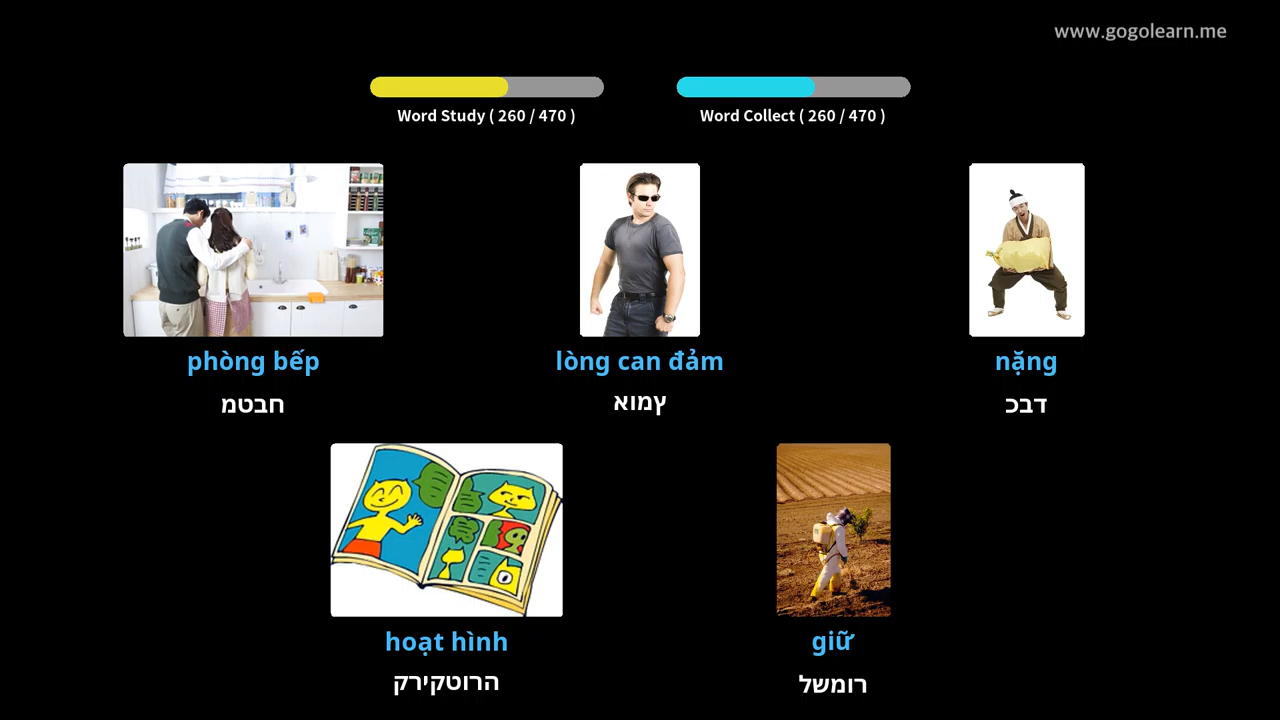 www.gogolearn.me
Word Study ( 260 / 470 )
Word Collect ( 260 / 470 )
phòng bếp
חבטמ
lòng can đảm
ץמוא
nặng
דבכ
hoạt hình
הרוטקירק
giữ
רומשל